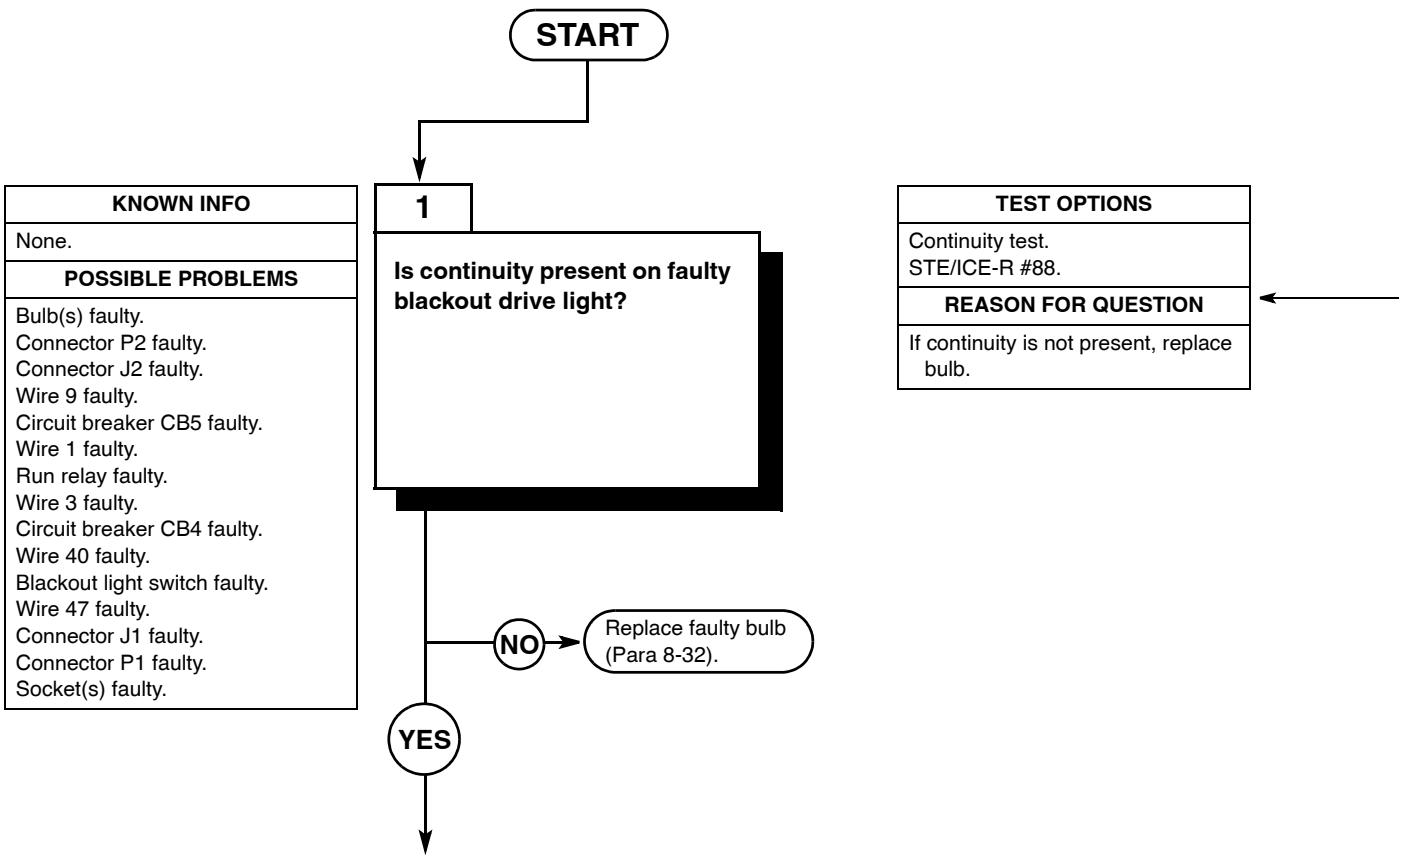 START
KNOWN INFO
None.
POSSIBLE PROBLEMS
Bulb(s) faulty.
Connector P2 faulty.
Connector J2 faulty.
Wire 9 faulty.
Circuit breaker CB5 faulty.
Wire 1 faulty.
Run relay faulty.
Wire 3 faulty.
Circuit breaker CB4 faulty.
Wire 40 faulty.
Blackout light switch faulty.
Wire 47 faulty.
Connector J1 faulty.
Connector P1 faulty.
Socket(s) faulty.
1
Is continuity present on faulty
blackout drive light?
TEST OPTIONS
Continuity test.
STE/ICE-R #88.
REASON FOR QUESTION
If continuity is not present, replace
bulb.
NO
Replace faulty bulb
(Para 8-32).
YES